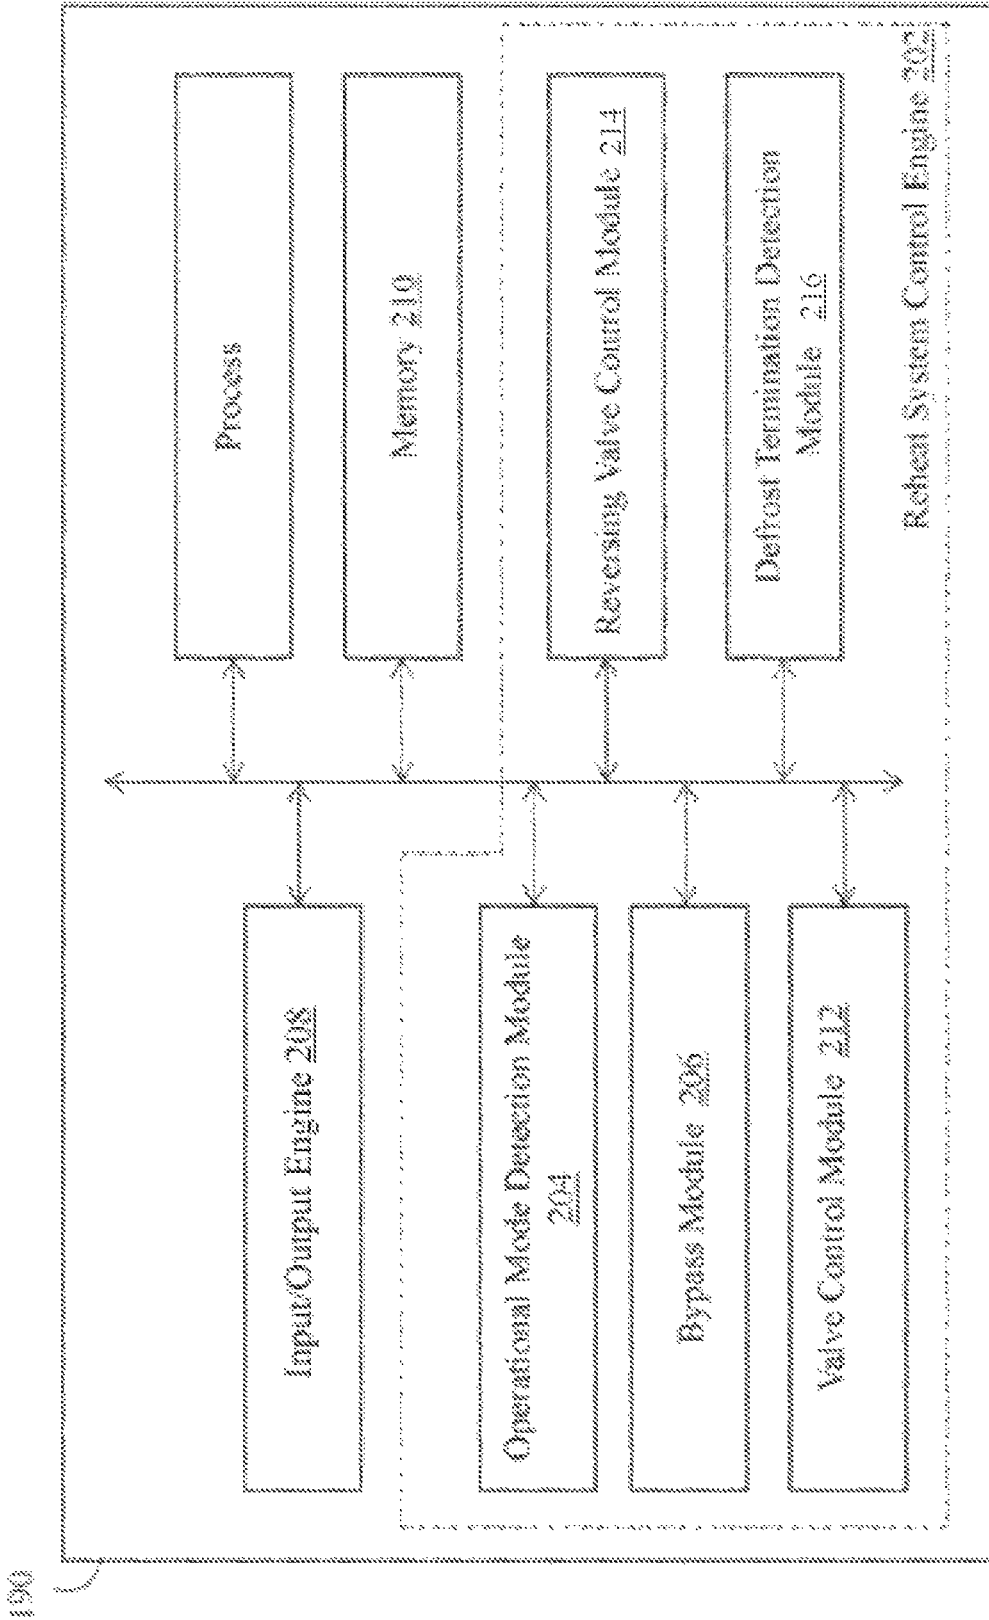 190
Input/Output Engine 208
Process
Memory 210
Operational Mode Detection Module
204
Reversing Valve Control Module 214
Bypass Module 206
Defrost Termination Detection
Module 216
Valve Control Module 212
Reheat System Control Engine 202